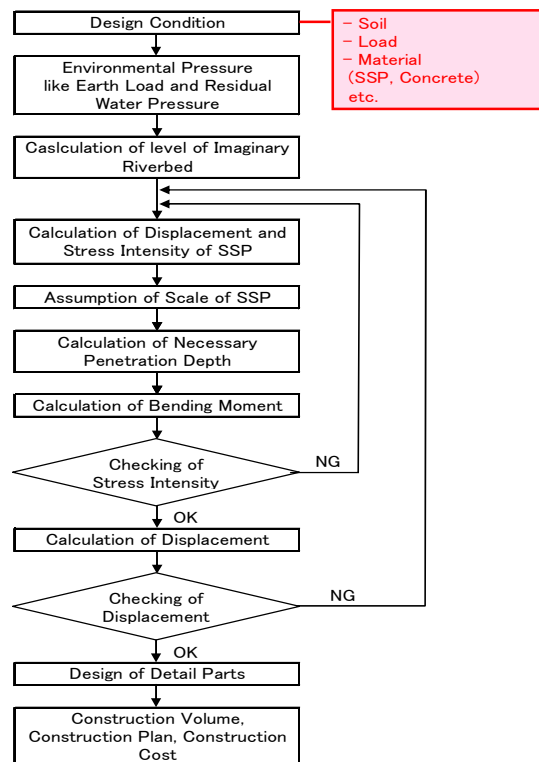 Design Condition
- Soil
- Load
- Material
(SSP, Concrete)
etc.
Environmental Pressure
like Earth Load and Residual
Water Pressure
Caslculation of level of Imaginary
Riverbed
Calculation of Displacement and
Stress Intensity of SSP
Assumption of Scale of SSP
Calculation of Necessary
Penetration Depth
Calculation of Bending Moment
Checking of
Stress Intensity
NG
OK
Calculation of Displacement
Checking of
Displacement
NG
OK
Design of Detail Parts
Construction Volume,
Construction Plan, Construction
Cost